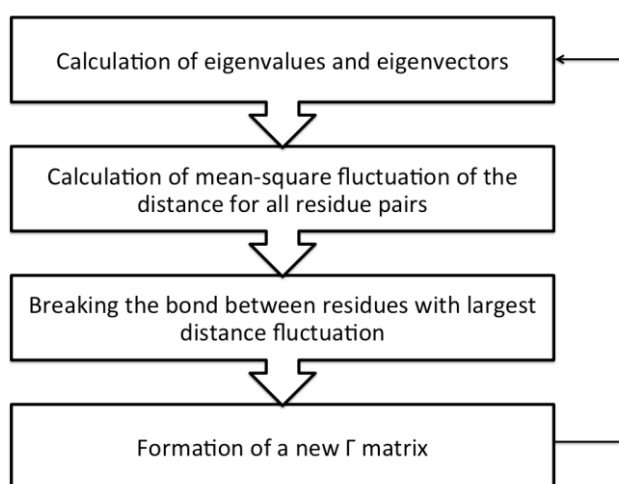 Calculation of eigenvalues and eigenvectors
Calculation of mean-square fluctuation of the
distance for all residue pairs
Breaking the bond between residues with largest
distance fluctuation
Formation of a new Γ matrix